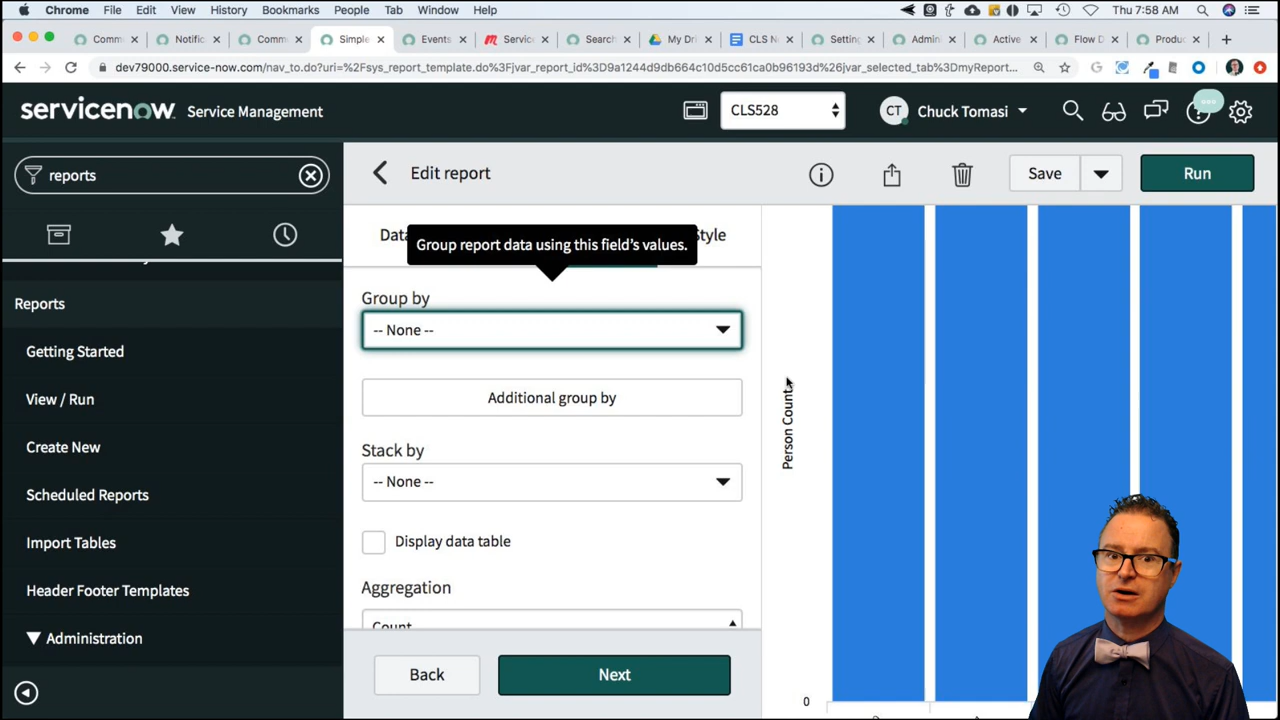 Chrome File Edit View History Bookmarks People Tab Window Help Thu 7:58 AM
Comm Notific Comm Simple Events Servic Search My Dri CLS N Setting Admin Active Flow D Produc
dev79000.service-now.com/nav_to.do?uri=%2Fsys_report_template.do%3Fjvar_report_id%3D9a1244d9db664c10d5cc61ca0b96193d%26jvar_selected_tab%3DmyReport...
servicenow Service Management CLS528 CT Chuck Tomasi
reports
Edit report Save Run
Data Style
Group report data using this field's values.
Reports
Getting Started
View / Run
Create New
Scheduled Reports
Import Tables
Header Footer Templates
Administration
Group by
-- None --
Additional group by
Stack by
-- None --
Display data table
Aggregation
Count
Back Next
Person Count
0